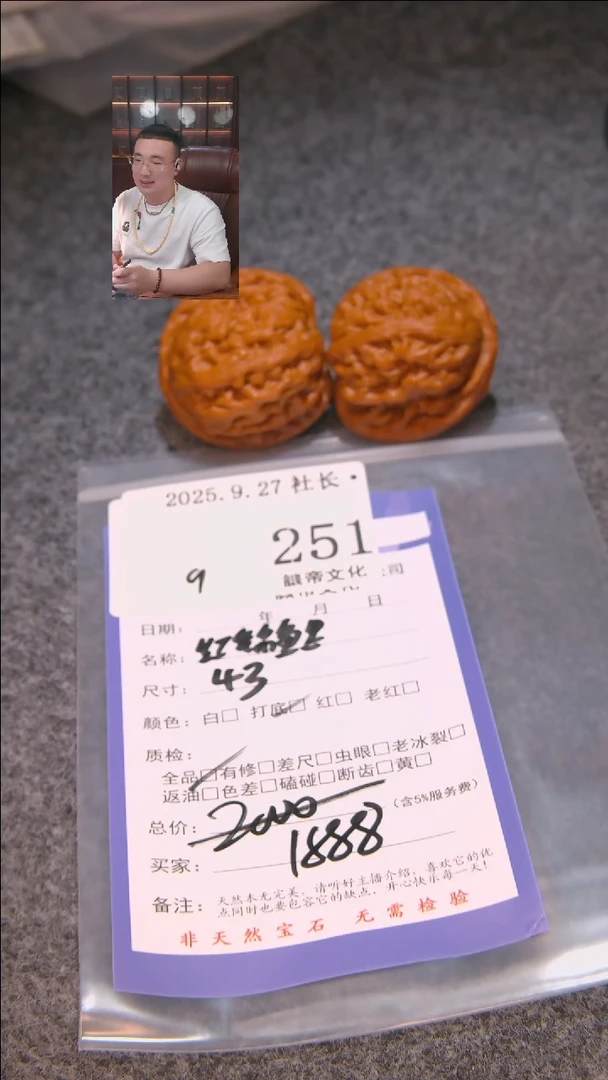 2025.9.27 社长
251
9
觯帝文化 :司
年 月 日
日期:
名称:
尺寸: 43
颜色: 白□ 打底□ 红□ 老红□
质检:
全品□有修□差尺□虫眼□老冰裂□
返油□色差□磕碰□断齿□黄□
总价: 2000 (含5%服务费)
买家: 1888
备注: 天然本无完美，请听好主播介绍，喜欢它的优
点同时也要包容它的缺点，开心快乐每一天!
非天然宝石 无需检验